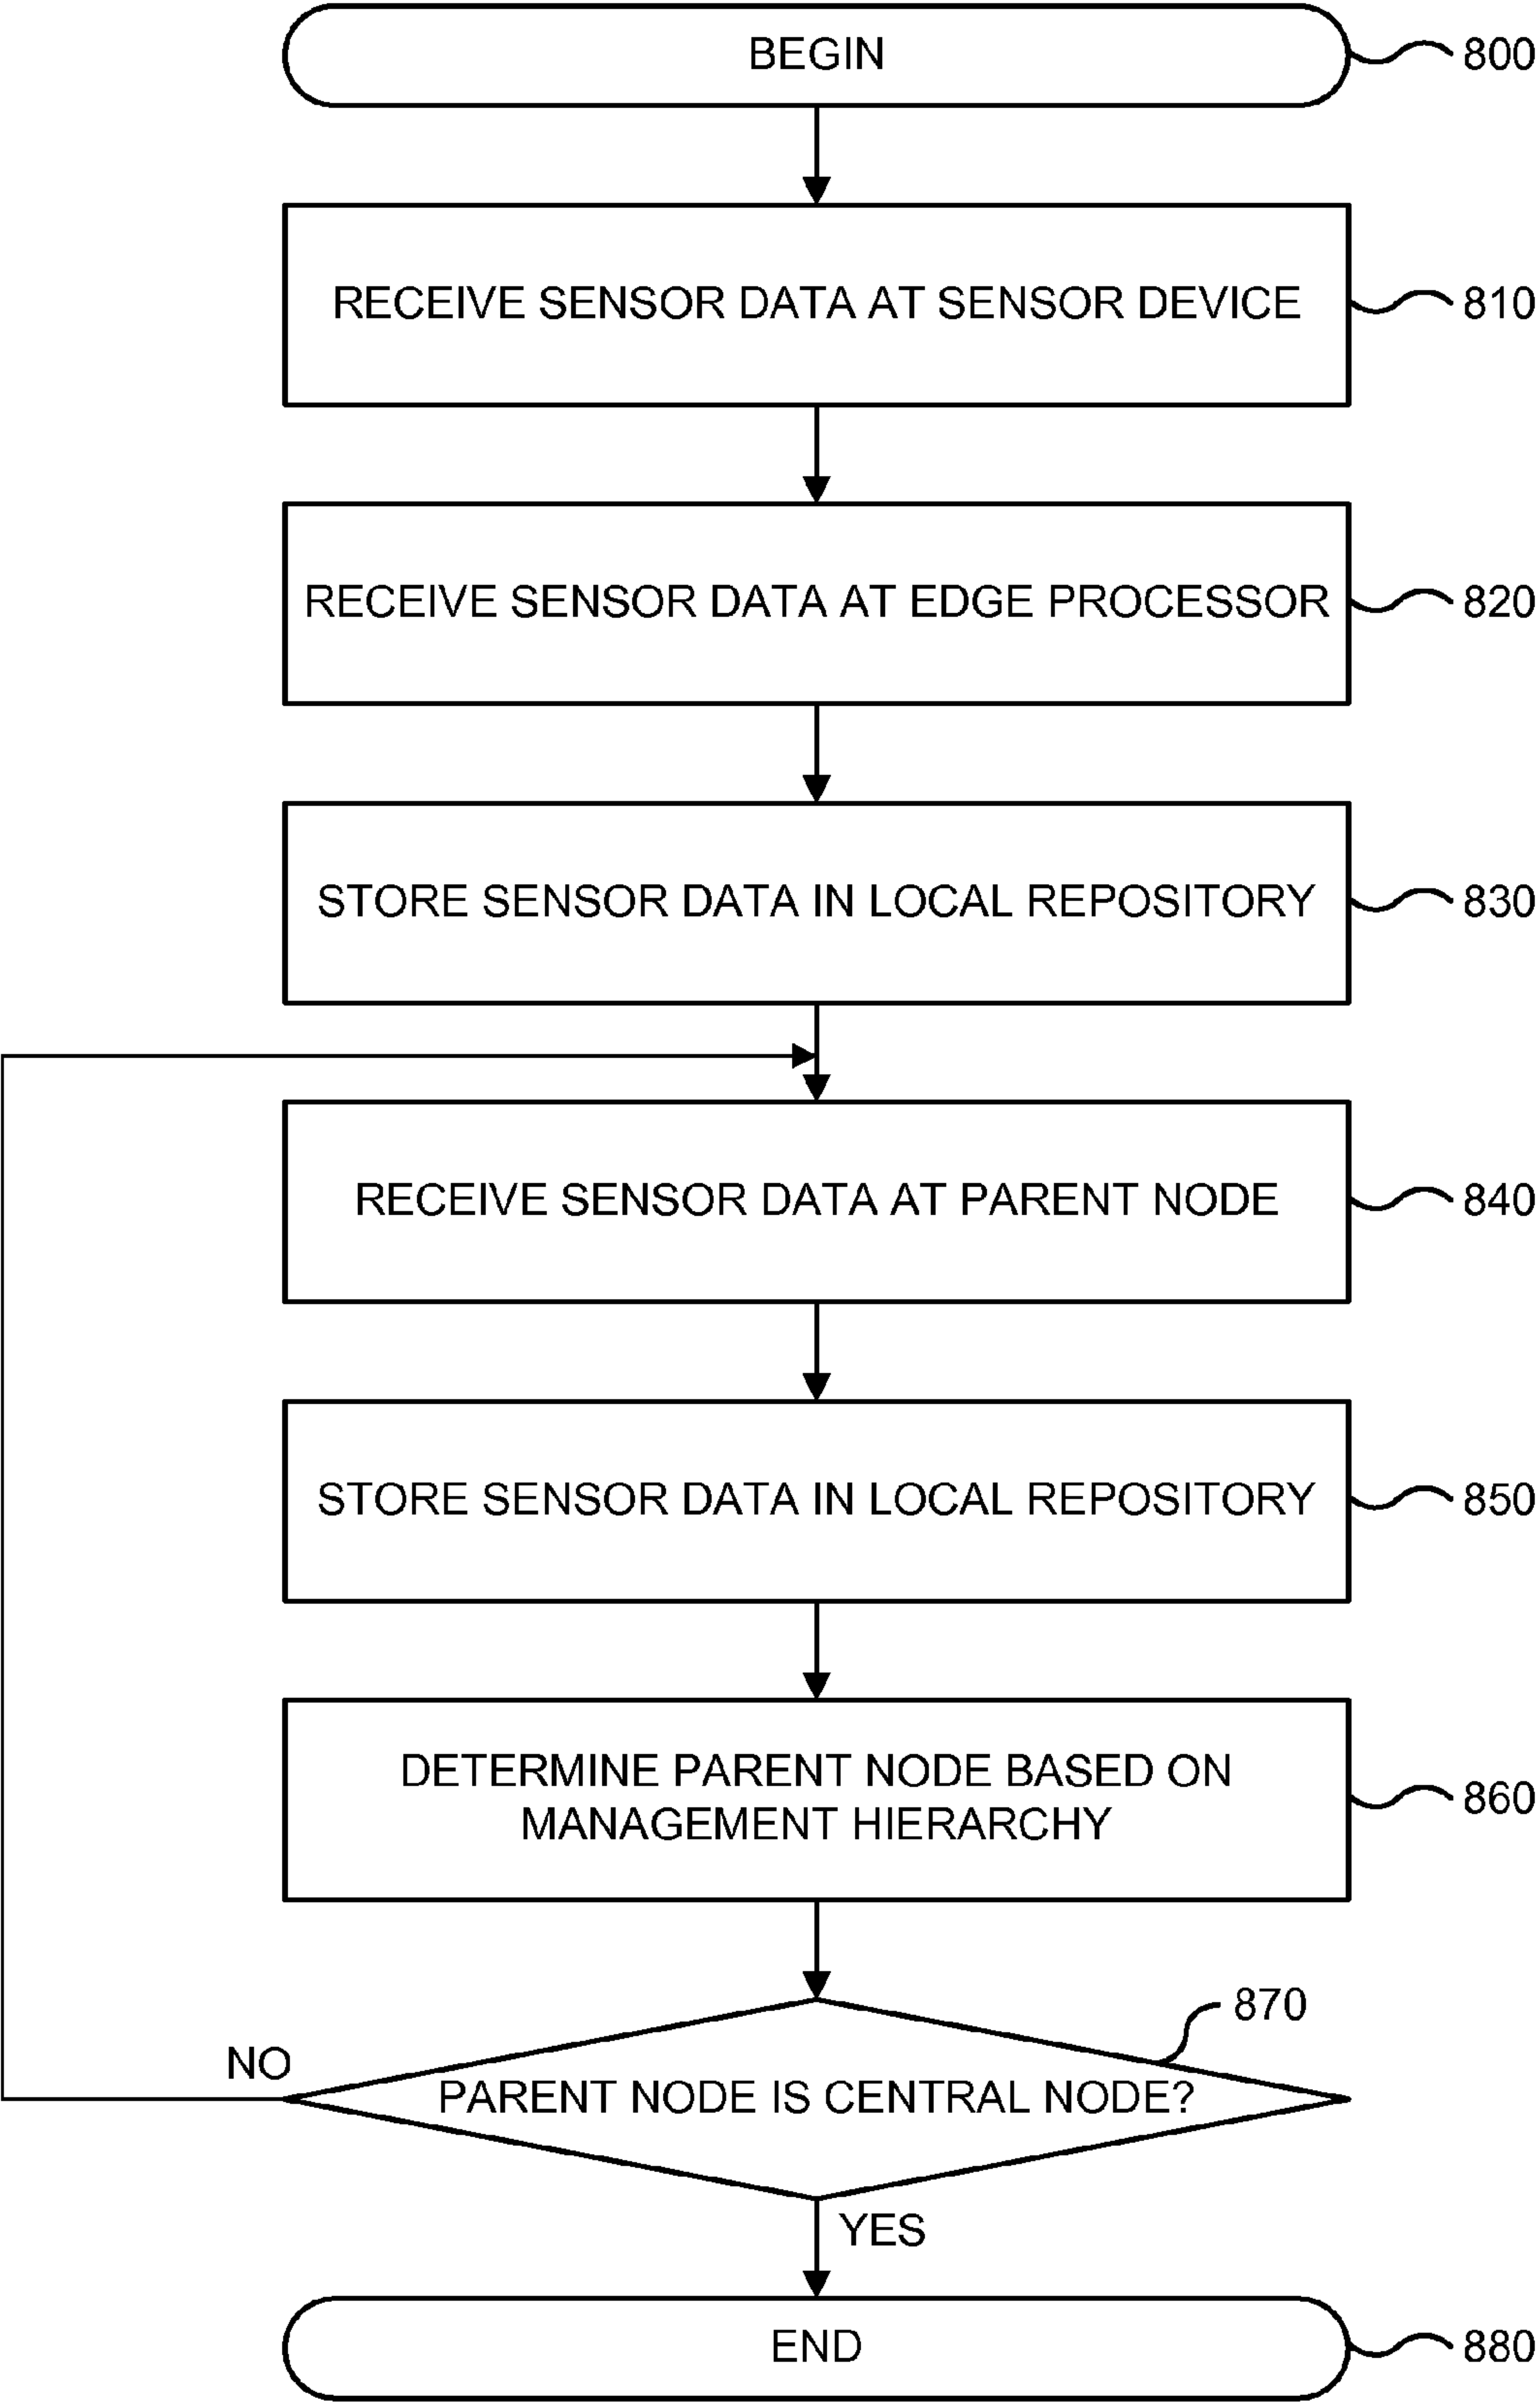 BEGIN
800
RECEIVE SENSOR DATA AT SENSOR DEVICE
810
RECEIVE SENSOR DATA AT EDGE PROCESSOR
820
STORE SENSOR DATA IN LOCAL REPOSITORY
830
RECEIVE SENSOR DATA AT PARENT NODE
840
STORE SENSOR DATA IN LOCAL REPOSITORY
850
DETERMINE PARENT NODE BASED ON
MANAGEMENT HIERARCHY
860
870
NO
PARENT NODE IS CENTRAL NODE?
YES
END
880